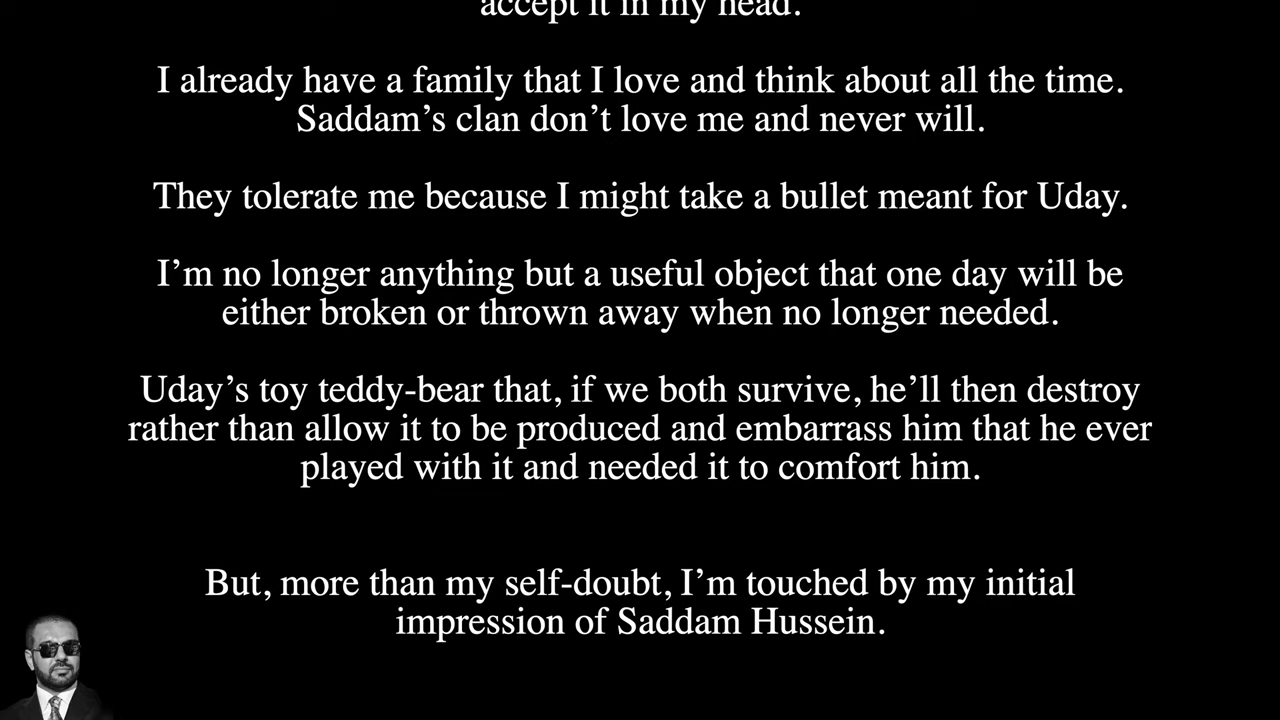 accept it in my head.
I already have a family that I love and think about all the time.
Saddam’s clan don’t love me and never will.
They tolerate me because I might take a bullet meant for Uday.
I’m no longer anything but a useful object that one day will be
either broken or thrown away when no longer needed.
Uday’s toy teddy-bear that, if we both survive, he’ll then destroy
rather than allow it to be produced and embarrass him that he ever
played with it and needed it to comfort him.
But, more than my self-doubt, I’m touched by my initial
impression of Saddam Hussein.